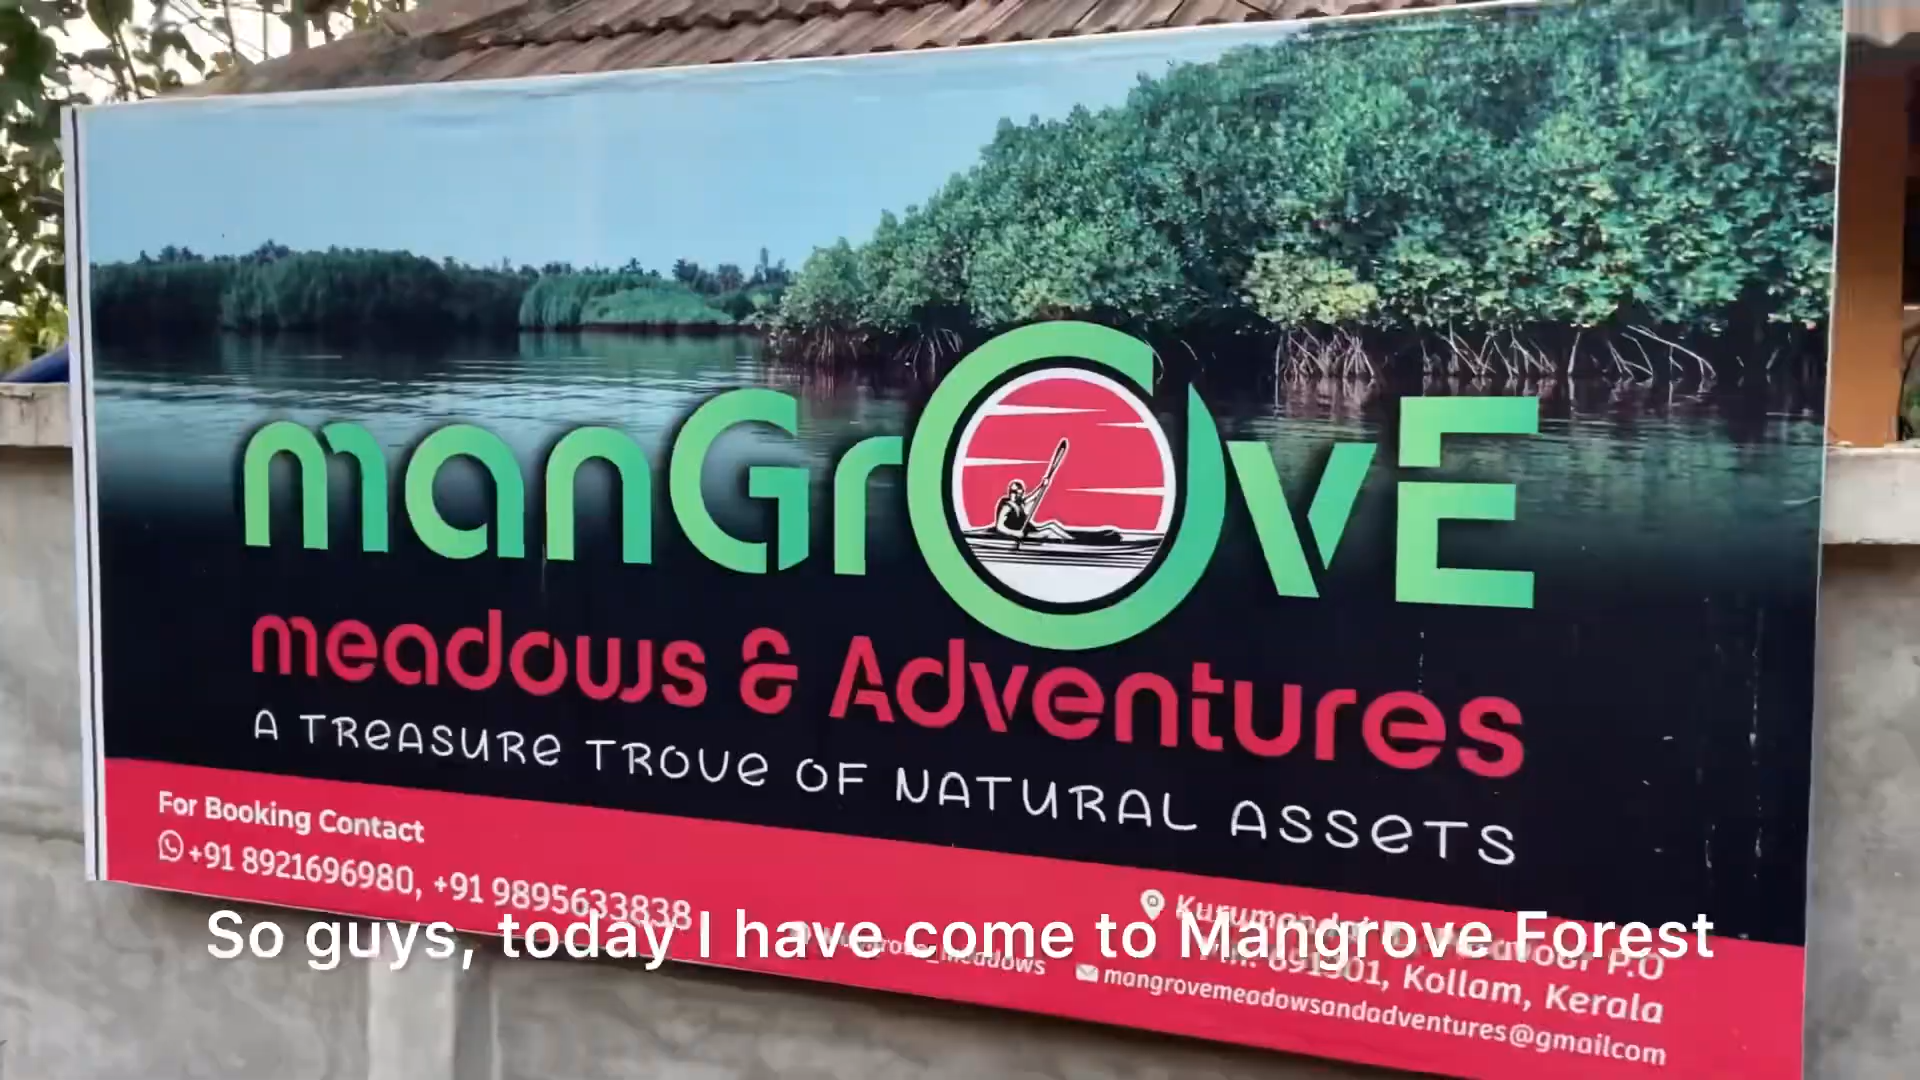 manGrOvE
meadows & Adventures
A TReASURe TROVe OF NATURAL ASSeTS
For Booking Contact
+91 8921696980, +91 9895633838
P.O
691301, Kollam, Kerala
mangrovemeadowsandadventures@gmailcom
So guys, today I have come to Mangrove Forest